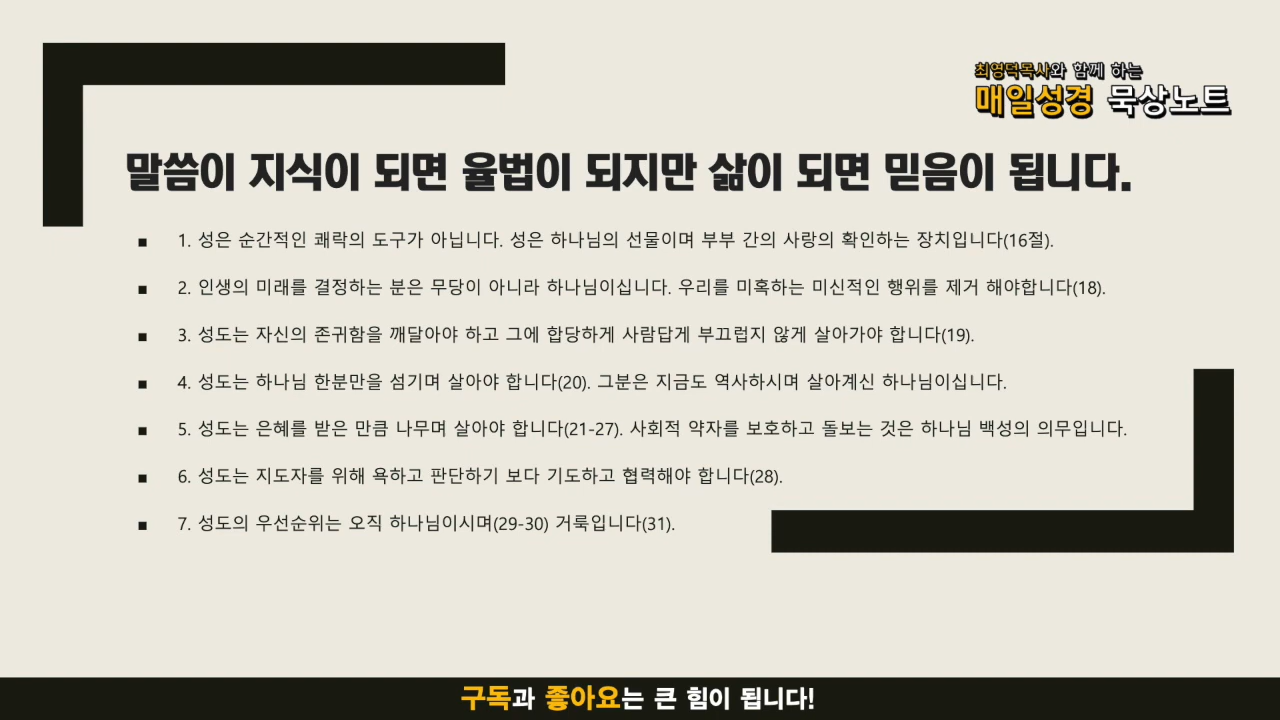 최영덕목사와 함께 하는
매일성경 묵상노트
말씀이 지식이 되면 율법이 되지만 삶이 되면 믿음이 됩니다.
■ 1. 성은 순간적인 쾌락의 도구가 아닙니다. 성은 하나님의 선물이며 부부 간의 사랑의 확인하는 장치입니다(16절).
■ 2. 인생의 미래를 결정하는 분은 무당이 아니라 하나님이십니다. 우리를 미혹하는 미신적인 행위를 제거 해야합니다(18).
■ 3. 성도는 자신의 존귀함을 깨달아야 하고 그에 합당하게 사람답게 부끄럽지 않게 살아가야 합니다(19).
■ 4. 성도는 하나님 한분만을 섬기며 살아야 합니다(20). 그분은 지금도 역사하시며 살아계신 하나님이십니다.
■ 5. 성도는 은혜를 받은 만큼 나무며 살아야 합니다(21-27). 사회적 약자를 보호하고 돌보는 것은 하나님 백성의 의무입니다.
■ 6. 성도는 지도자를 위해 욕하고 판단하기 보다 기도하고 협력해야 합니다(28).
■ 7. 성도의 우선순위는 오직 하나님이시며(29-30) 거룩입니다(31).
구독과 좋아요는 큰 힘이 됩니다!